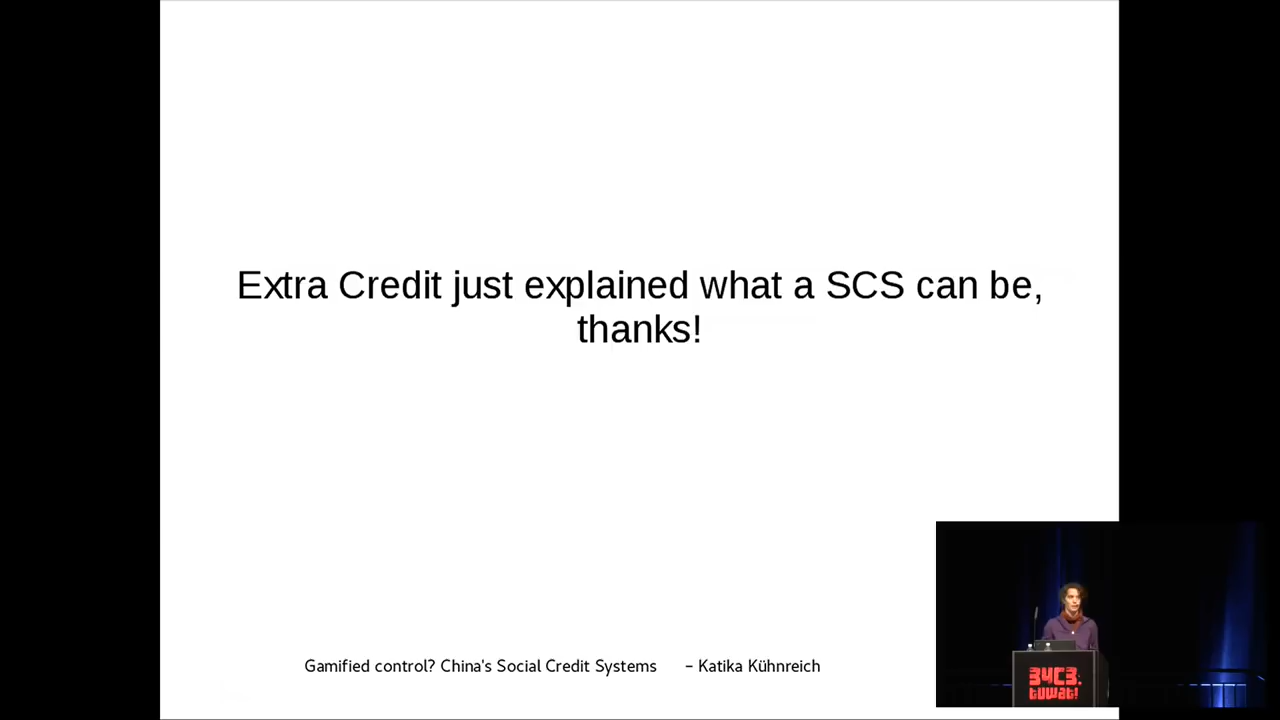 Extra Credit just explained what a SCS can be,
thanks!
Gamified control? China's Social Credit Systems – Katika Kühnreich
34C3.
tuwat!